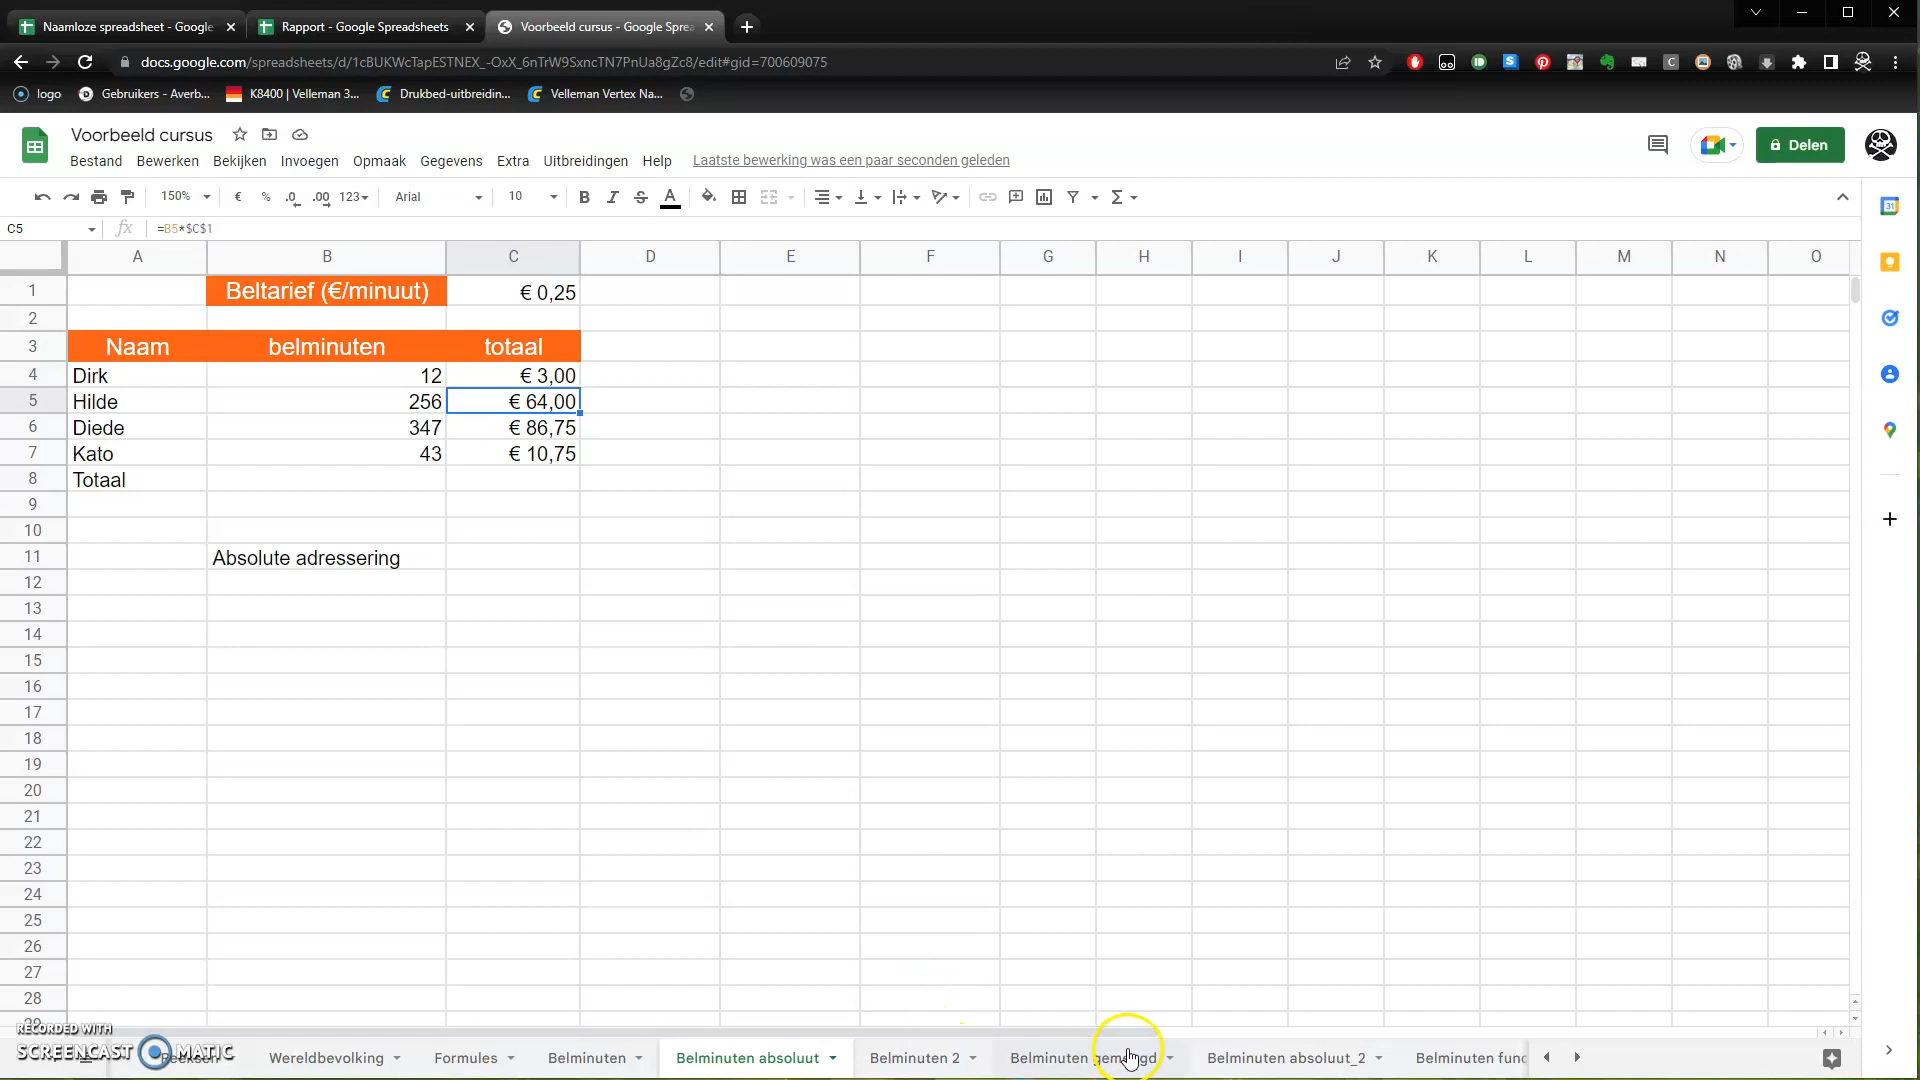 Naamloze spreadsheet - Google
Rapport - Google Spreadsheets
Voorbeeld cursus - Google Sprea
docs.google.com/spreadsheets/d/1cBUKWcTapESTNEX_-OxX_6nTrW9SxncTN7PnUa8gZc8/edit#gid=700609075
logo
Gebruikers - Averb...
K8400 | Velleman 3...
Drukbed-uitbreidin...
Velleman Vertex Na...
Voorbeeld cursus
Delen
Bestand Bewerken Bekijken Invoegen Opmaak Gegevens Extra Uitbreidingen Help Laatste bewerking was een paar seconden geleden
150% € % .0 .00 123 Arial 10 B I S A
C5 fx =B5*$C$1
A B C D E F G H I J K L M N O
1 Beltarief (€/minuut) € 0,25
2
3 Naam belminuten totaal
4 Dirk 12 € 3,00
5 Hilde 256 € 64,00
6 Diede 347 € 86,75
7 Kato 43 € 10,75
8 Totaal
9
10
11 Absolute adressering
12
13
14
15
16
17
18
19
20
21
22
23
24
25
26
27
28
RECORDED WITH
SCREENCAST MATIC
Wereldbevolking Formules Belminuten Belminuten absoluut Belminuten 2 Belminuten gemengd Belminuten absoluut_2 Belminuten func